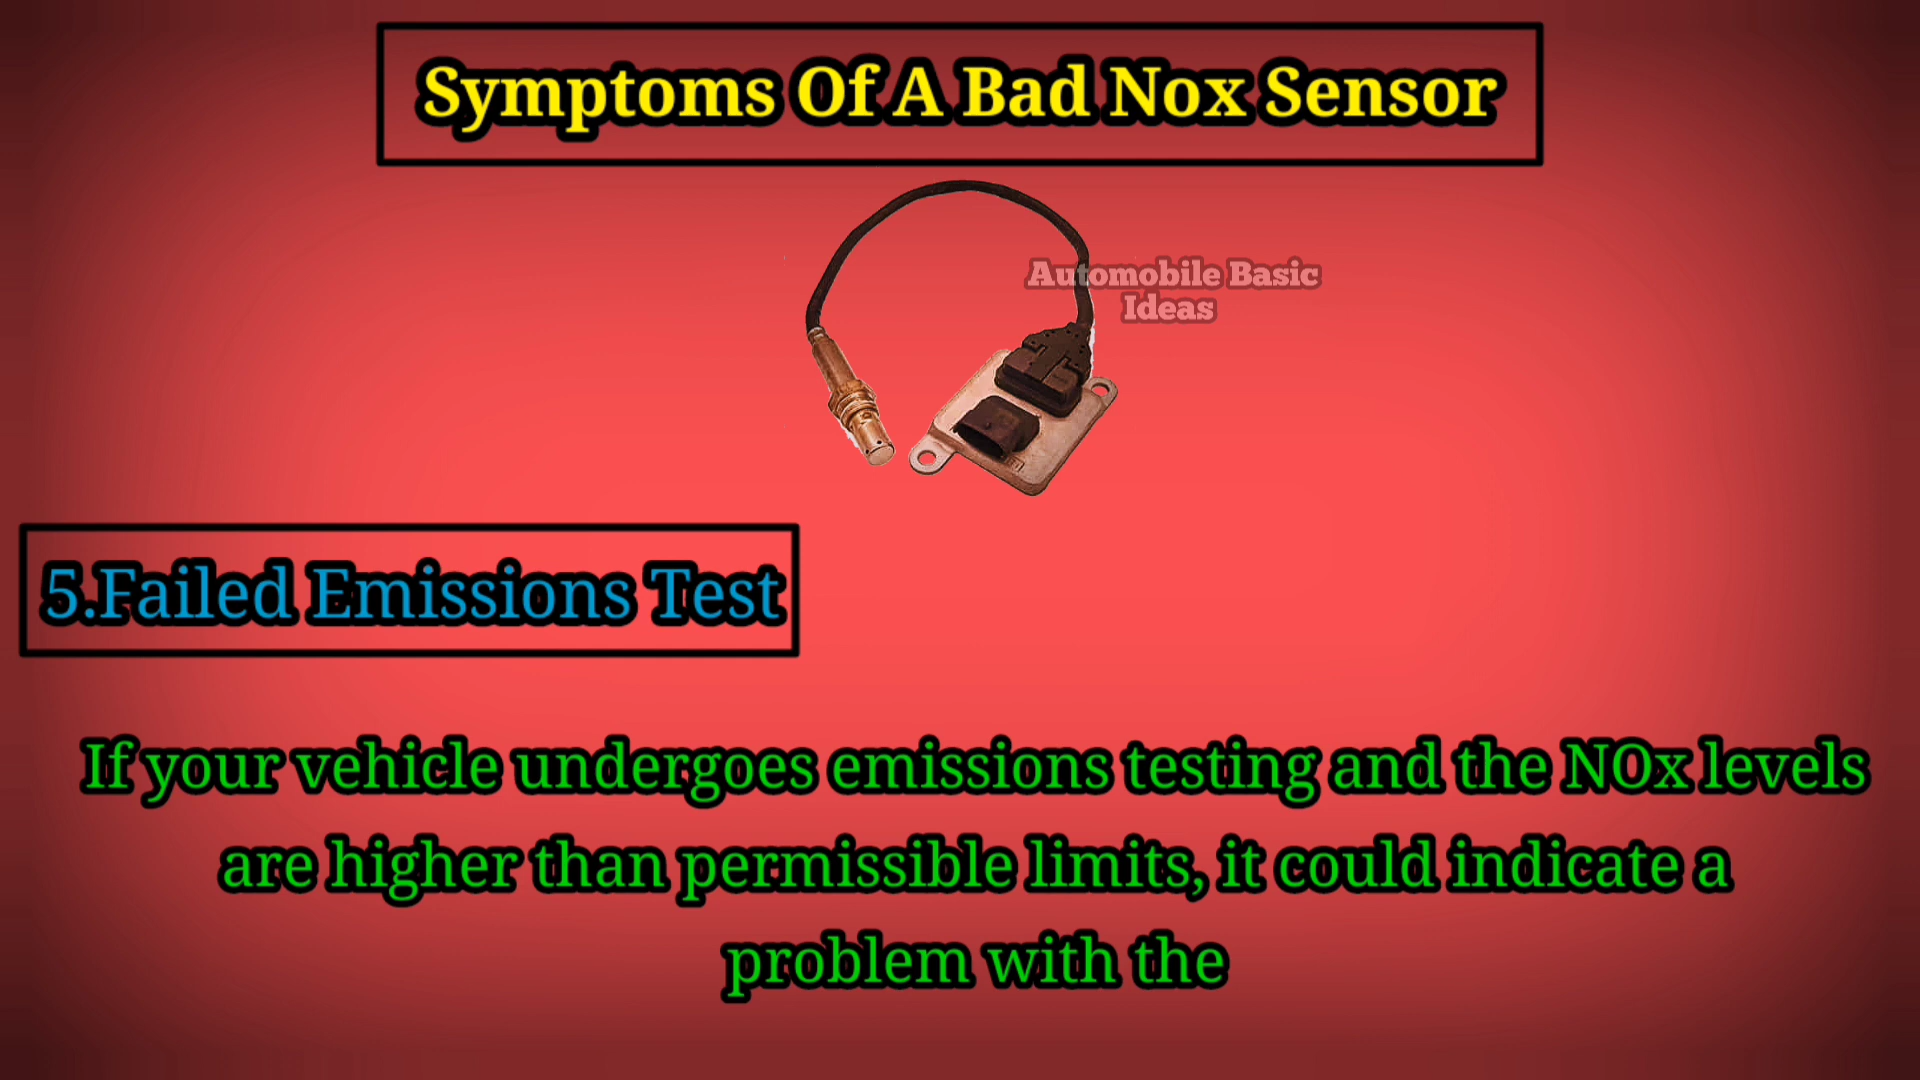 Symptoms Of A Bad Nox Sensor
Automobile Basic
Ideas
5.Failed Emissions Test
If your vehicle undergoes emissions testing and the NOx levels
are higher than permissible limits, it could indicate a
problem with the